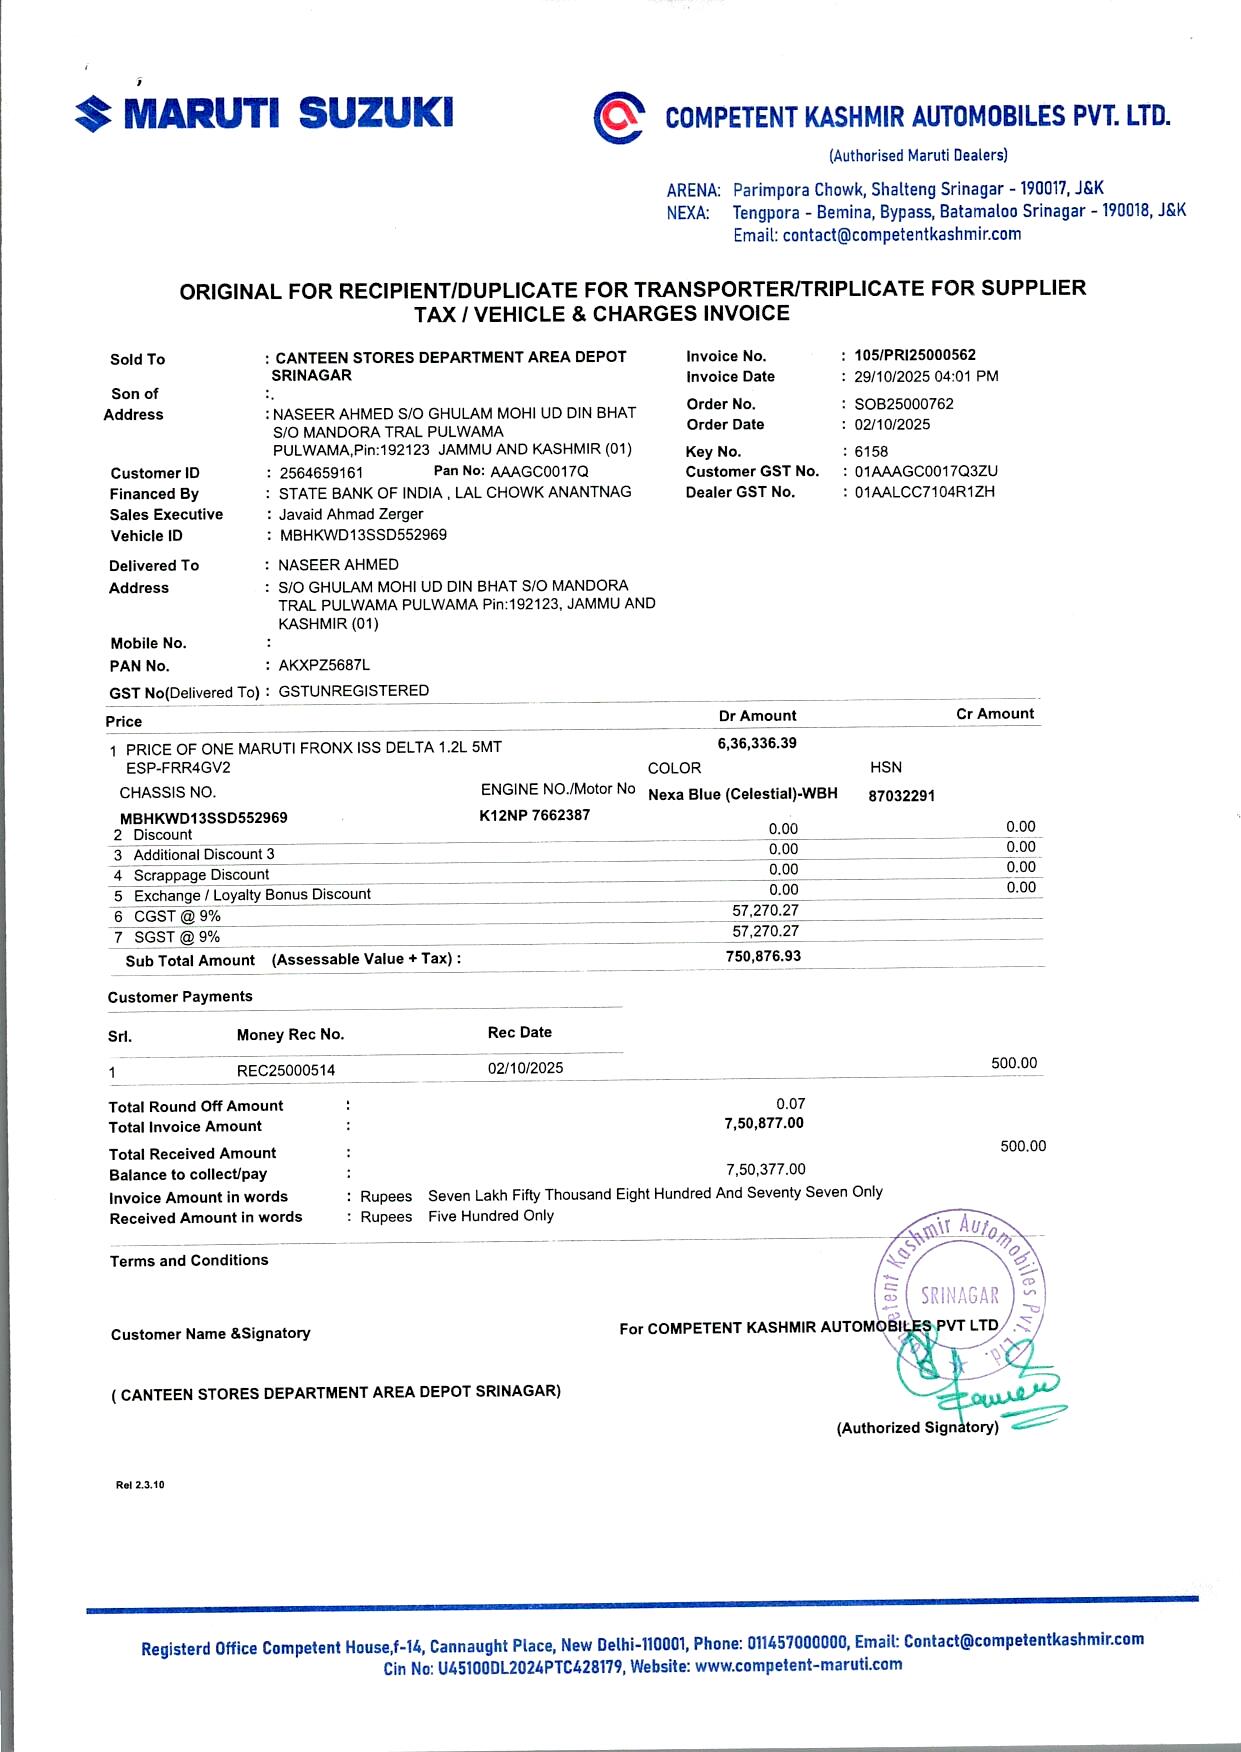 MARUTI SUZUKI
COMPETENT KASHMIR AUTOMOBILES PVT. LTD.
(Authorised Maruti Dealers)
ARENA: Parimpora Chowk, Shalteng Srinagar - 190017, J&K
NEXA: Tengpora - Bemina, Bypass, Batamaloo Srinagar - 190018, J&K
Email: contact@competentkashmir.com
ORIGINAL FOR RECIPIENT/DUPLICATE FOR TRANSPORTER/TRIPLICATE FOR SUPPLIER
TAX / VEHICLE & CHARGES INVOICE
Sold To : CANTEEN STORES DEPARTMENT AREA DEPOT
SRINAGAR
Son of :.
Address : NASEER AHMED S/O GHULAM MOHI UD DIN BHAT
S/O MANDORA TRAL PULWAMA
PULWAMA,Pin:192123 JAMMU AND KASHMIR (01)
Customer ID : 2564659161 Pan No: AAAGC0017Q
Financed By : STATE BANK OF INDIA , LAL CHOWK ANANTNAG
Sales Executive : Javaid Ahmad Zerger
Vehicle ID : MBHKWD13SSD552969
Invoice No. : 105/PRI25000562
Invoice Date : 29/10/2025 04:01 PM
Order No. : SOB25000762
Order Date : 02/10/2025
Key No. : 6158
Customer GST No. : 01AAAGC0017Q3ZU
Dealer GST No. : 01AALCC7104R1ZH
Delivered To : NASEER AHMED
Address : S/O GHULAM MOHI UD DIN BHAT S/O MANDORA
TRAL PULWAMA PULWAMA Pin:192123, JAMMU AND
KASHMIR (01)
Mobile No. :
PAN No. : AKXPZ5687L
GST No(Delivered To) : GSTUNREGISTERED
Price Dr Amount Cr Amount
1 PRICE OF ONE MARUTI FRONX ISS DELTA 1.2L 5MT 6,36,336.39
ESP-FRR4GV2 COLOR HSN
CHASSIS NO. ENGINE NO./Motor No Nexa Blue (Celestial)-WBH 87032291
MBHKWD13SSD552969 K12NP 7662387
2 Discount 0.00 0.00
3 Additional Discount 3 0.00 0.00
4 Scrappage Discount 0.00 0.00
5 Exchange / Loyalty Bonus Discount 0.00 0.00
6 CGST @ 9% 57,270.27
7 SGST @ 9% 57,270.27
Sub Total Amount (Assessable Value + Tax) : 750,876.93
Customer Payments
Srl. Money Rec No. Rec Date
1 REC25000514 02/10/2025 500.00
Total Round Off Amount : 0.07
Total Invoice Amount : 7,50,877.00
Total Received Amount : 500.00
Balance to collect/pay : 7,50,377.00
Invoice Amount in words : Rupees Seven Lakh Fifty Thousand Eight Hundred And Seventy Seven Only
Received Amount in words : Rupees Five Hundred Only
Terms and Conditions
Kashmir Automobiles Pvt. Ltd.
SRINAGAR
Customer Name &Signatory
For COMPETENT KASHMIR AUTOMOBILES PVT LTD
( CANTEEN STORES DEPARTMENT AREA DEPOT SRINAGAR)
(Authorized Signatory)
Rel 2.3.10
Registerd Office Competent House,f-14, Cannaught Place, New Delhi-110001, Phone: 011457000000, Email: Contact@competentkashmir.com
Cin No: U45100DL2024PTC428179, Website: www.competent-maruti.com